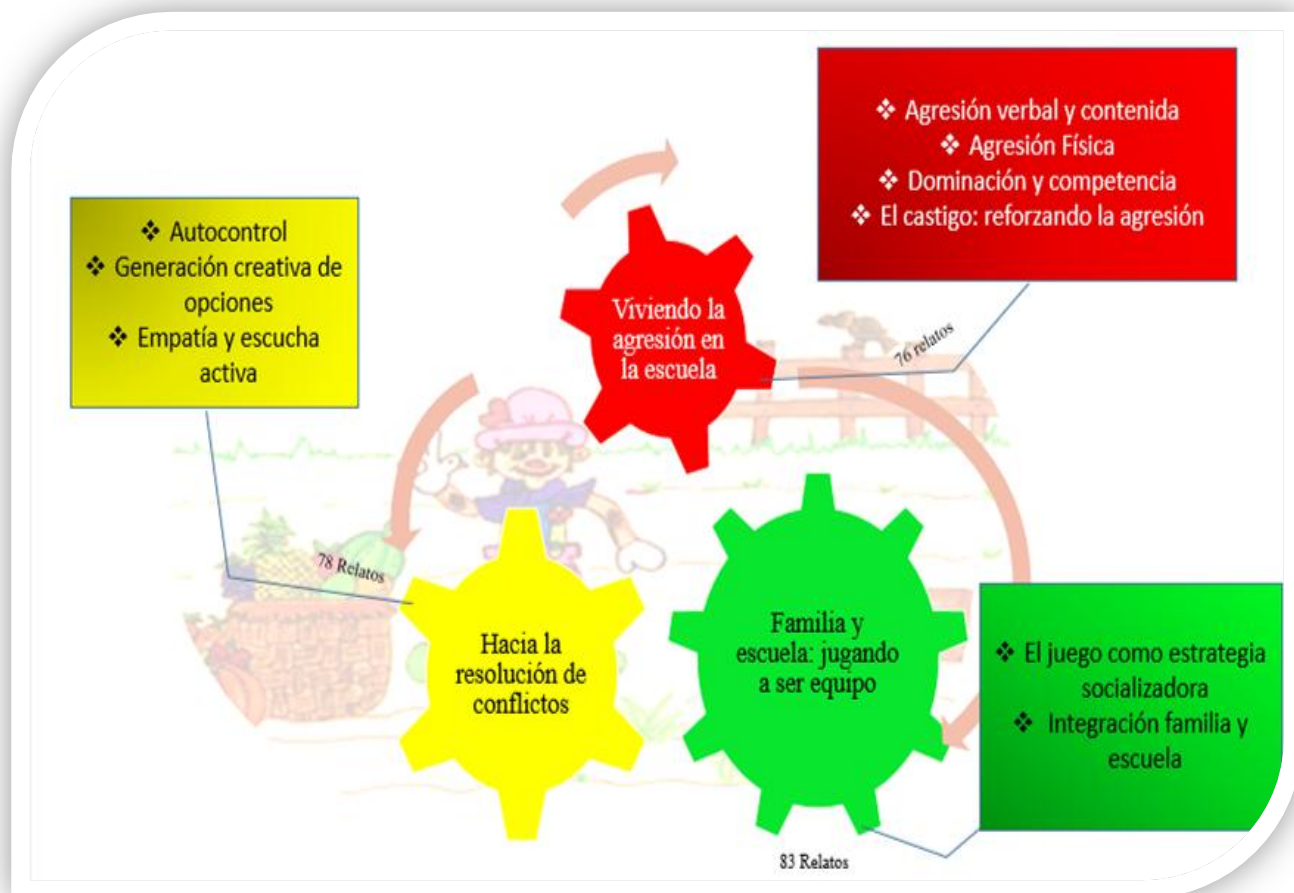 ❖ Agresión verbal y contenida
❖ Agresión Física
❖ Dominación y competencia
❖ El castigo: reforzando la agresión
❖ Autocontrol
❖ Generación creativa de
opciones
❖ Empatía y escucha
activa
Viviendo la
agresión en
la escuela
76 relatos
78 Relatos
Hacia la
resolución de
conflictos
Familia y
escuela: jugando
a ser equipo
❖ El juego como estrategia
socializadora
❖ Integración familia y
escuela
83 Relatos